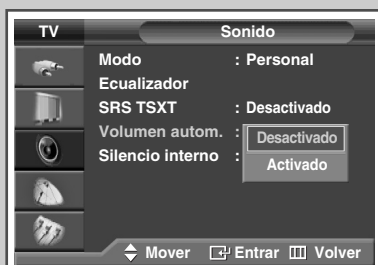 TV Sonido
Modo : Personal
Ecualizador
SRS TSXT : Desactivado
Volumen autom. : Desactivado
Silencio interno : Activado
Mover Entrar Volver